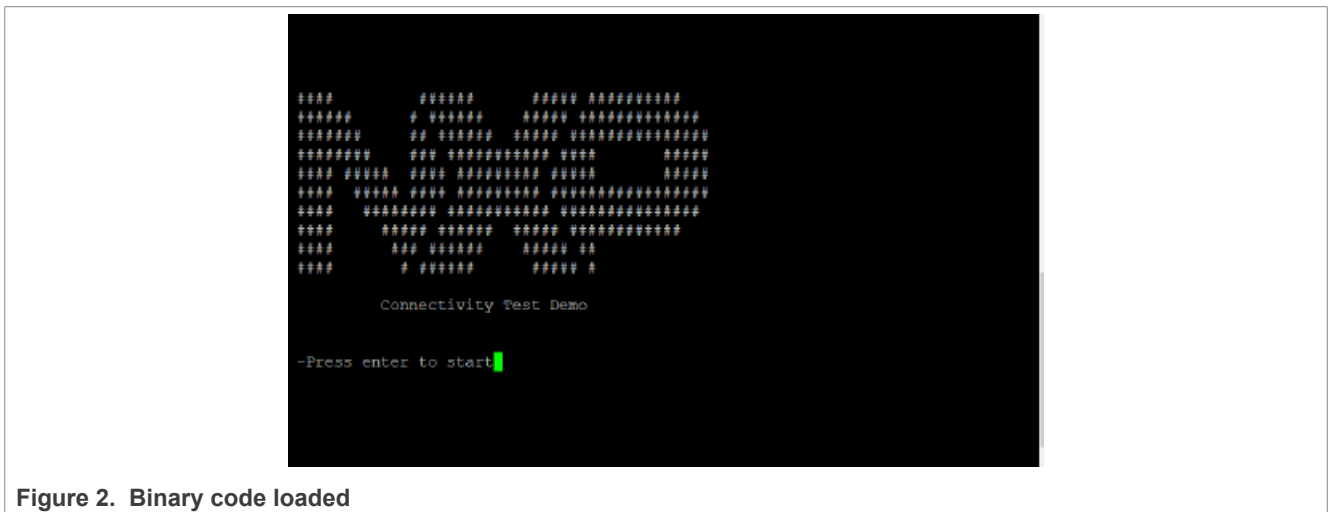 Connectivity Test Demo
-Press enter to start
Figure 2. Binary code loaded